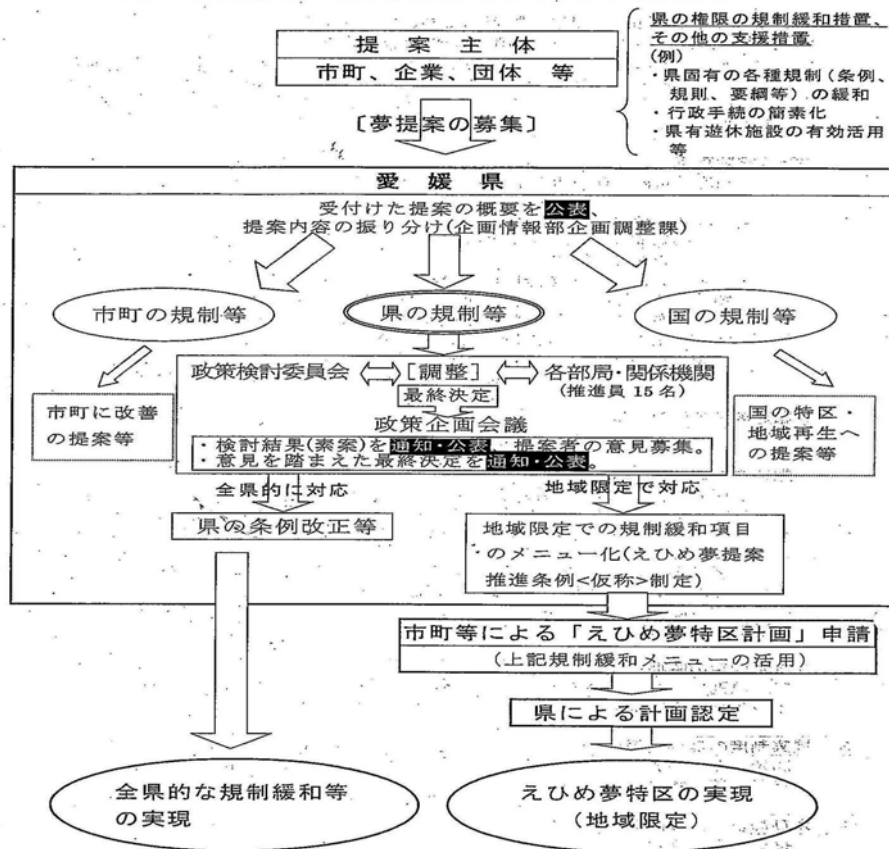 提案主体
市町、企業、団体 等
県の権限の規制緩和措置、
その他の支援措置
(例)
・県固有の各種規制(条例、
規則、要綱等)の緩和
・行政手続の簡素化
・県有遊休施設の有効活用
等
〔夢提案の募集〕
愛媛県
受付けた提案の概要を公表、
提案内容の振り分け(企画情報部企画調整課)
市町の規制等
県の規制等
国の規制等
市町に改善
の提案等
政策検討委員会
[調整]
各部局・関係機関
(推進員 15名)
最終決定
政策企画会議
・検討結果(素案)を通知・公表、提案者の意見募集。
・意見を踏まえた最終決定を通知・公表。
国の特区・
地域再生へ
の提案等
全県的に対応
地域限定で対応
県の条例改正等
地域限定での規制緩和項目
のメニュー化(えひめ夢提案
推進条例<仮称>制定)
市町等による「えひめ夢特区計画」申請
(上記規制緩和メニューの活用)
県による計画認定
全県的な規制緩和等
の実現
えひめ夢特区の実現
(地域限定)